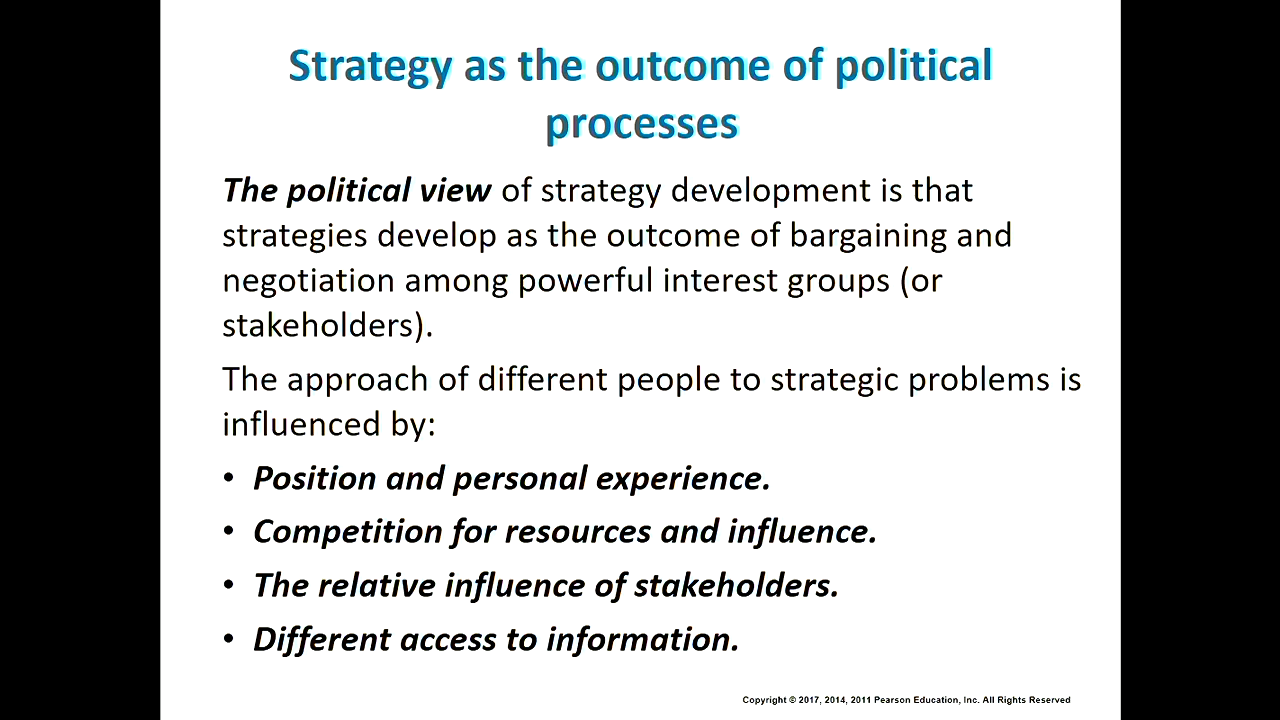 Strategy as the outcome of political
processes
The political view of strategy development is that
strategies develop as the outcome of bargaining and
negotiation among powerful interest groups (or
stakeholders).
The approach of different people to strategic problems is
influenced by:
• Position and personal experience.
• Competition for resources and influence.
• The relative influence of stakeholders.
• Different access to information.
Copyright © 2017, 2014, 2011 Pearson Education, Inc. All Rights Reserved